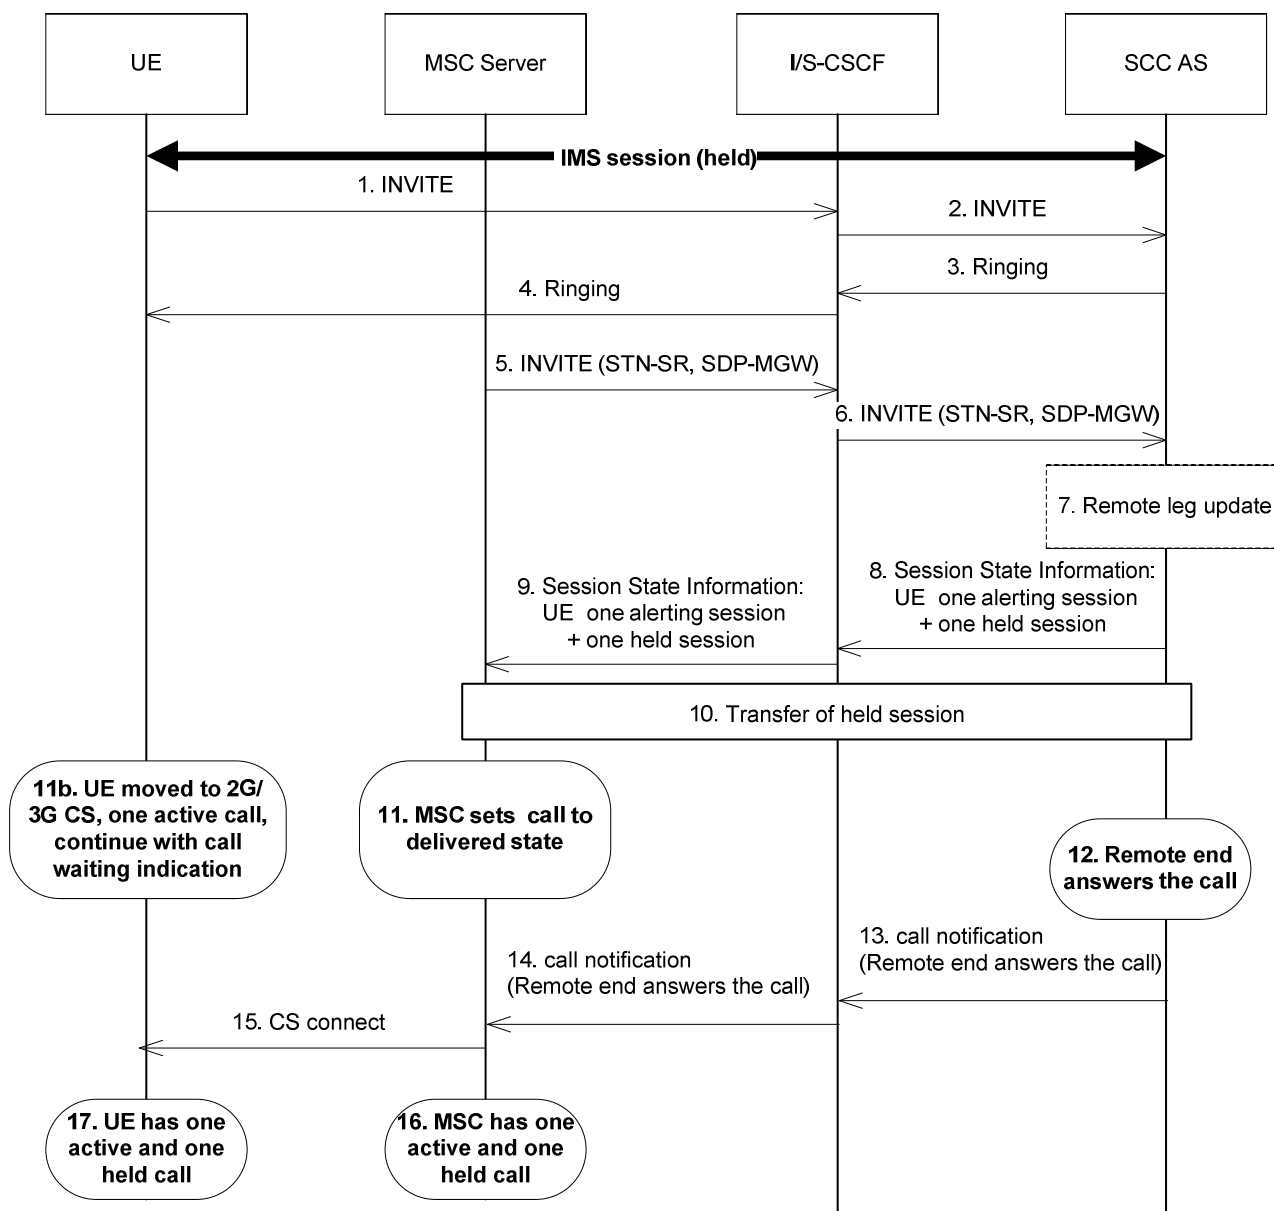 UE
MSC Server
I/S-CSCF
SCC AS
IMS session (held)
1. INVITE
2. INVITE
3. Ringing
4. Ringing
5. INVITE (STN-SR, SDP-MGW)
6. INVITE (STN-SR, SDP-MGW)
7. Remote leg update
8. Session State Information:
UE one alerting session
+ one held session
9. Session State Information:
UE one alerting session
+ one held session
10. Transfer of held session
11b. UE moved to 2G/
3G CS, one active call,
continue with call
waiting indication
11. MSC sets call to
delivered state
12. Remote end
answers the call
13. call notification
(Remote end answers the call)
14. call notification
(Remote end answers the call)
15. CS connect
17. UE has one
active and one
held call
16. MSC has one
active and one
held call